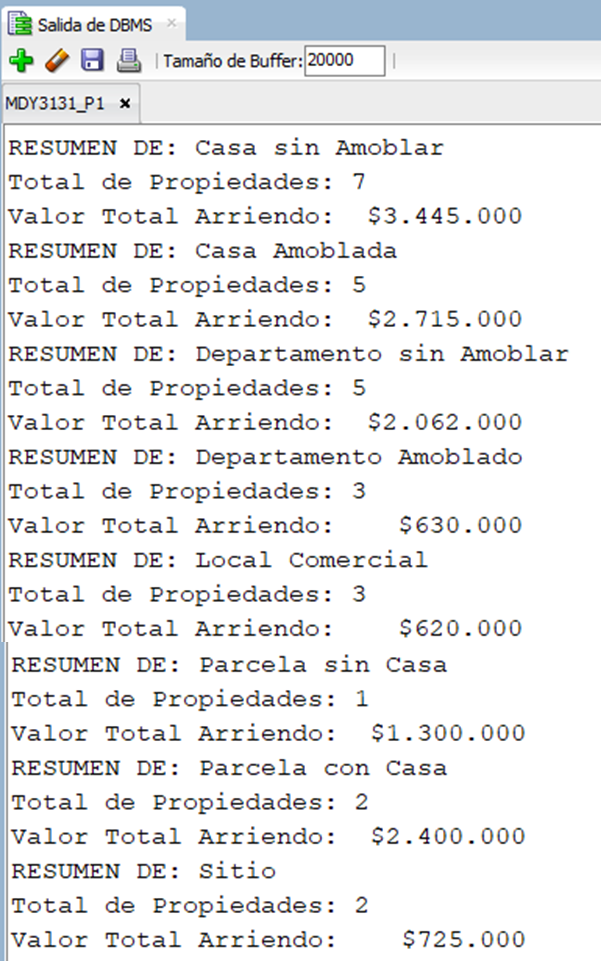 Salida de DBMS ×
Tamaño de Buffer: 20000
MDY3131_P1 ×
RESUMEN DE: Casa sin Amoblar
Total de Propiedades: 7
Valor Total Arriendo:  $3.445.000
RESUMEN DE: Casa Amoblada
Total de Propiedades: 5
Valor Total Arriendo:  $2.715.000
RESUMEN DE: Departamento sin Amoblar
Total de Propiedades: 5
Valor Total Arriendo:  $2.062.000
RESUMEN DE: Departamento Amoblado
Total de Propiedades: 3
Valor Total Arriendo:    $630.000
RESUMEN DE: Local Comercial
Total de Propiedades: 3
Valor Total Arriendo:    $620.000
RESUMEN DE: Parcela sin Casa
Total de Propiedades: 1
Valor Total Arriendo:  $1.300.000
RESUMEN DE: Parcela con Casa
Total de Propiedades: 2
Valor Total Arriendo:  $2.400.000
RESUMEN DE: Sitio
Total de Propiedades: 2
Valor Total Arriendo:    $725.000